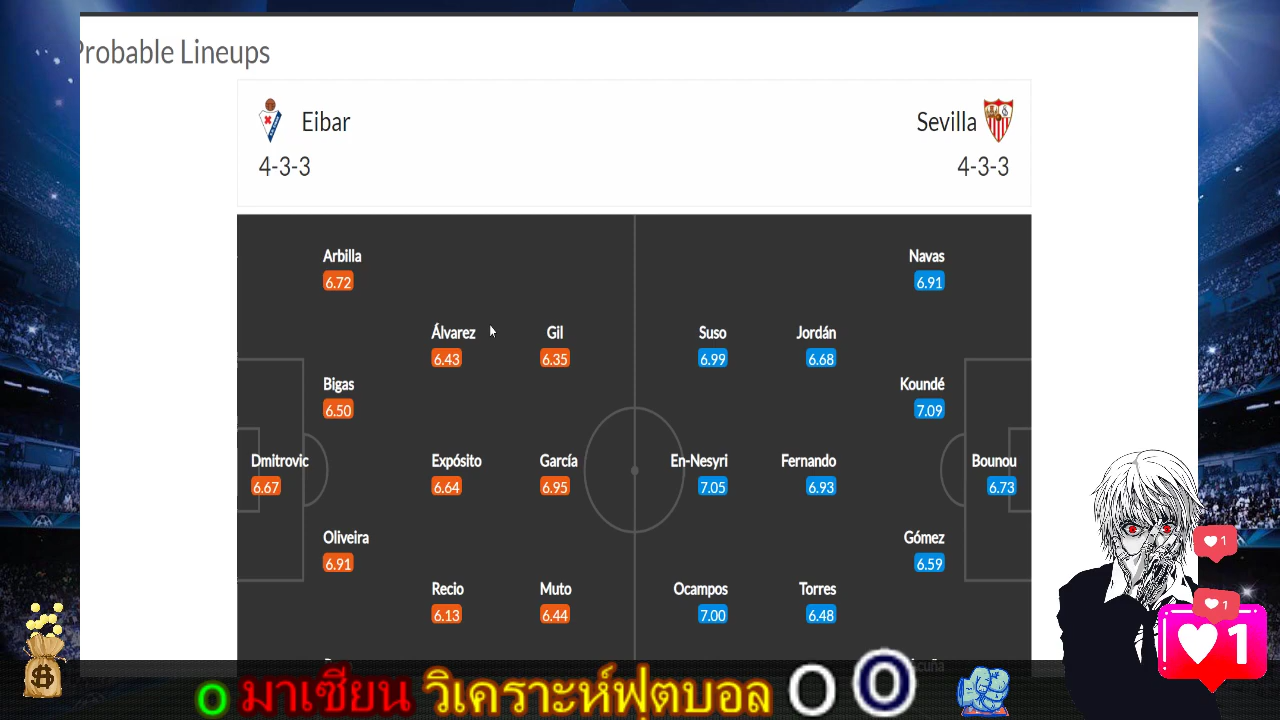 Probable Lineups
Eibar
4-3-3
Sevilla
4-3-3
Arbilla
6.72
Navas
6.91
Álvarez
6.43
Gil
6.35
Suso
6.99
Jordán
6.68
Bigas
6.50
Koundé
7.09
Dmitrovic
6.67
Expósito
6.64
García
6.95
En-Nesyri
7.05
Fernando
6.93
Bounou
6.73
Oliveira
6.91
Gómez
6.59
Recio
6.13
Muto
6.44
Ocampos
7.00
Torres
6.48
Acuña
1
1
1
o มาเซียน วิเคราะห์ฟุตบอล O O